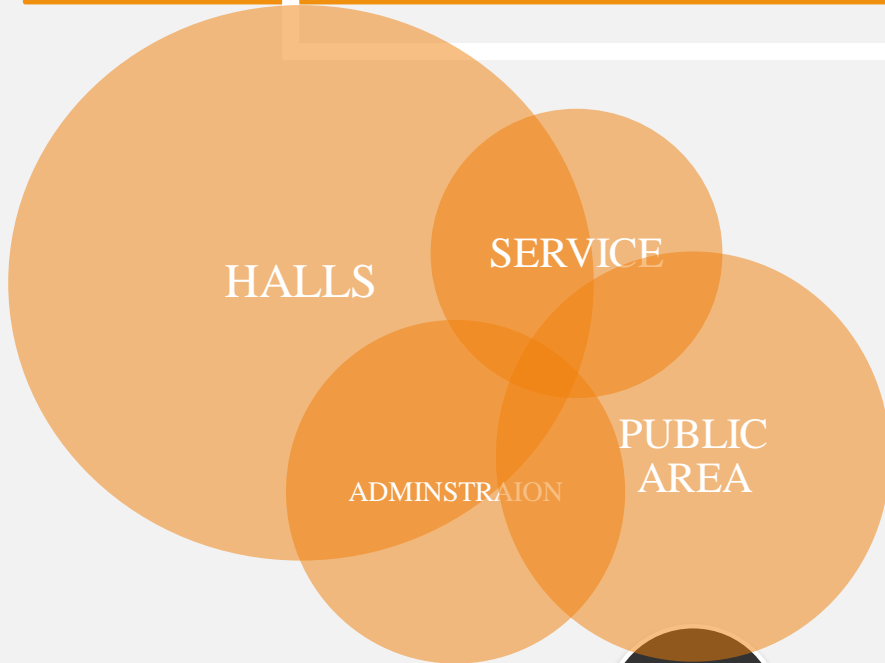 HALLS
SERVICE
PUBLIC
AREA
ADMINSTRAION